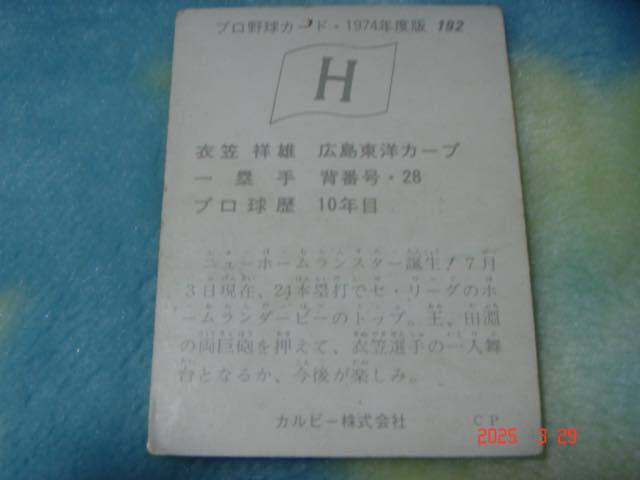 プロ野球カード・1974年度版 192
H
衣笠祥雄 広島東洋カープ
一塁手 背番号・28
プロ球歴 10年目
ニューホームランスター誕生!7月
3日現在、24本塁打でセ・リーグのホ
ームランダービーのトップ。王、田淵
の両巨砲を押えて、衣笠選手の一人舞
台となるか、今後が楽しみ。
カルビー株式会社 CP
2025 3 29